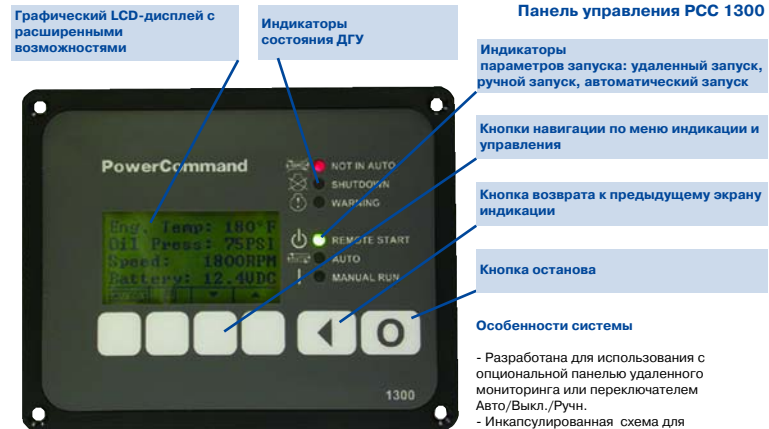 Графический LCD-дисплей с
расширенными
возможностями
Индикаторы
состояния ДГУ
Панель управления PCC 1300
Индикаторы
параметров запуска: удаленный запуск,
ручной запуск, автоматический запуск
Кнопки навигации по меню индикации и
управления
Кнопка возврата к предыдущему экрану
индикации
Кнопка останова
Особенности системы
- Разработана для использования с
опциональной панелью удаленного
мониторинга или переключателем
Авто/Выкл./Ручн.
- Инкапсулированная схема для
PowerCommand
NOT IN AUTO
SHUTDOWN
WARNING
REMOTE START
AUTO
MANUAL RUN
Eng. Temp: 180°F
Oil Press: 75PSI
Speed: 1800RPM
Battery: 12.4VDC
O
1300